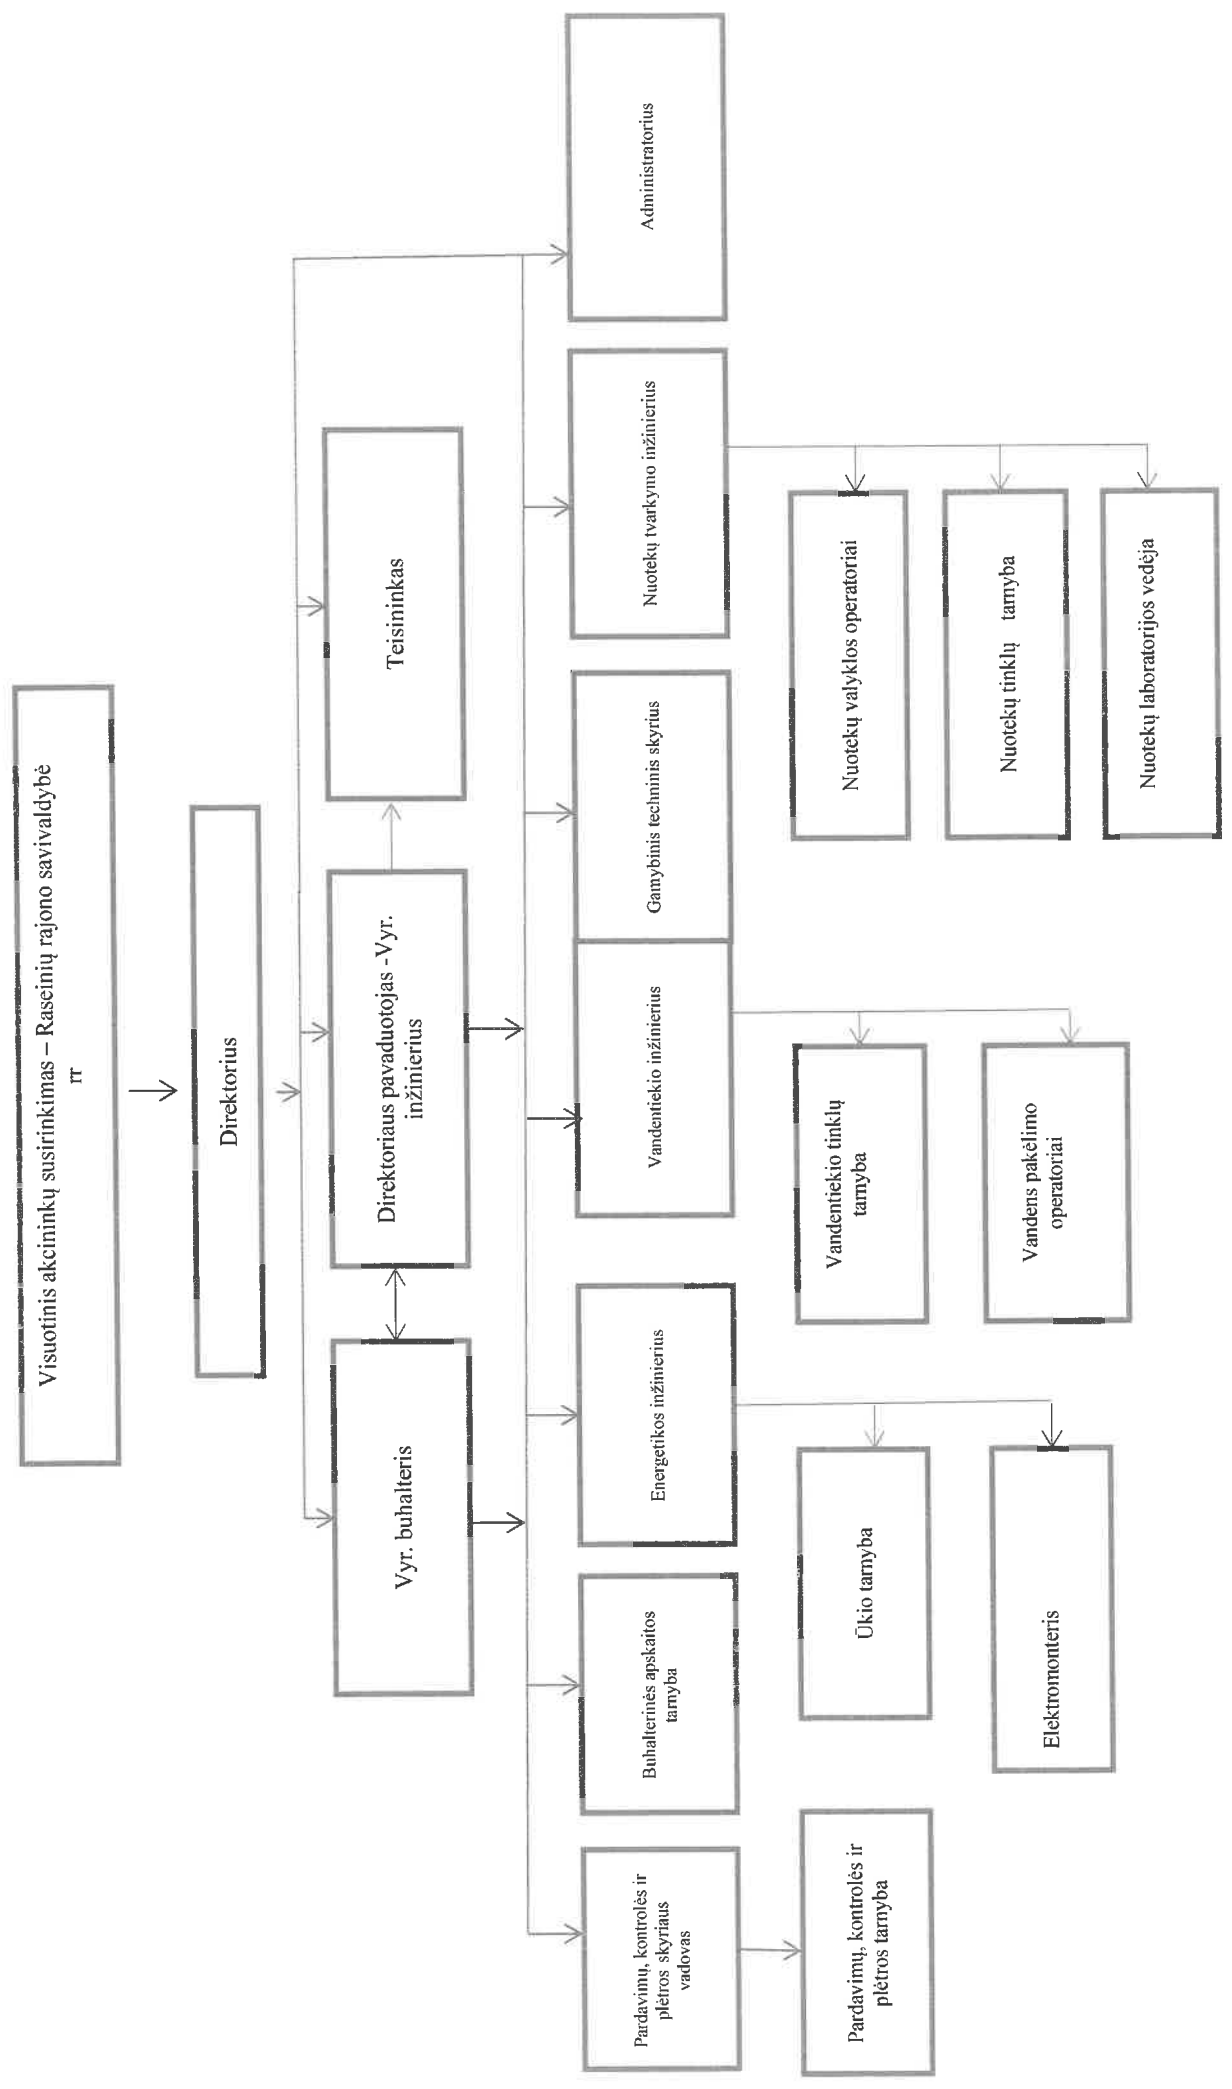 Visuotinis akcininkų susirinkimas – Raseinių rajono savivaldybė
rr
Direktorius
Vyr. buhalteris
Direktoriaus pavaduotojas -Vyr.
inžinierius
Teisininkas
Pardavimų, kontrolės ir
plėtros skyriaus
vadovas
Buhalterinės apskaitos
tarnyba
Energetikos inžinierius
Vandentiekio inžinierius
Gamybinis techninis skyrius
Nuotekų tvarkymo inžinierius
Administratorius
Pardavimų, kontrolės ir
plėtros tarnyba
Ūkio tarnyba
Elektromonteris
Vandentiekio tinklų
tarnyba
Vandens pakėlimo
operatoriai
Nuotekų valyklos operatoriai
Nuotekų tinklų tarnyba
Nuotekų laboratorijos vedėja